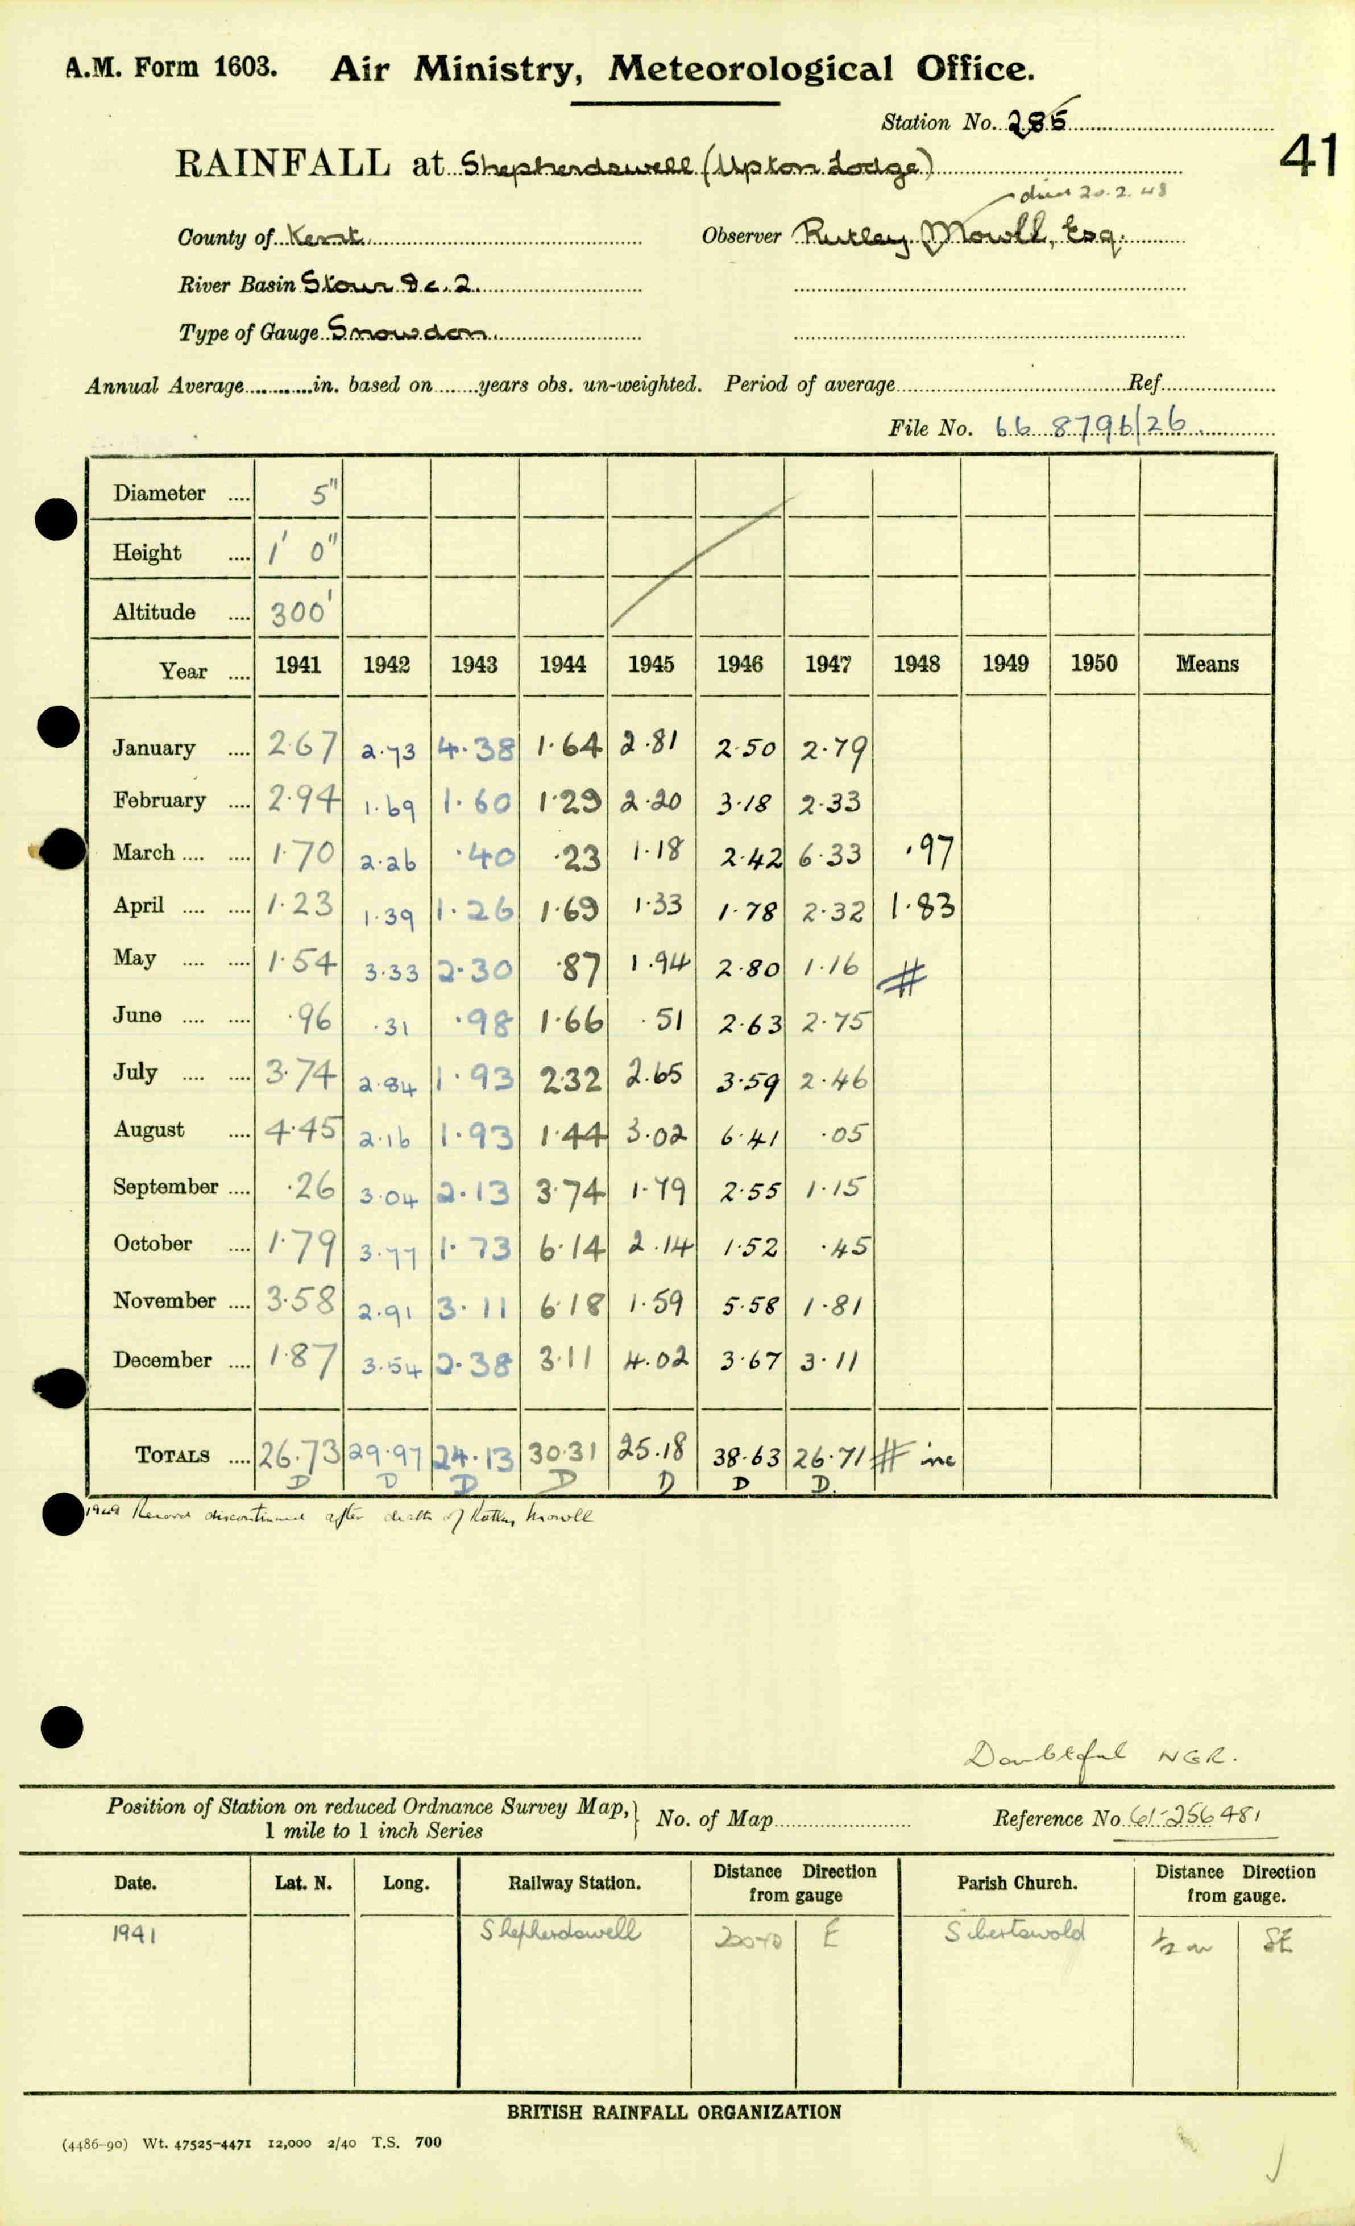 A.M. Form 1603. Air Ministry, Meteorological Office.
Station No. 286
41
RAINFALL at Shepherdswell (Upton Lodge)
died 20.2.48
County of Kent. Observer Rutley Mowll, Esq.
River Basin Stour &c. 2.
Type of Gauge Snowdon.
Annual Average in. based on years obs. un-weighted. Period of average Ref.
File No. 66 8796/26
Diameter 5"
Height 1' 0"
Altitude 300'
Year 1941 1942 1943 1944 1945 1946 1947 1948 1949 1950 Means
January 2.67 2.73 4.38 1.64 2.81 2.50 2.79
February 2.94 1.69 1.60 1.29 2.20 3.18 2.33
March 1.70 2.26 .40 .23 1.18 2.42 6.33 .97
April 1.23 1.39 1.26 1.69 1.33 1.78 2.32 1.83
May 1.54 3.33 2.30 .87 1.94 2.80 1.16 #
June .96 .31 .98 1.66 .51 2.63 2.75
July 3.74 2.84 1.93 2.32 2.65 3.59 2.46
August 4.45 2.16 1.93 1.44 3.02 6.41 .05
September .26 3.04 2.13 3.74 1.79 2.55 1.15
October 1.79 3.77 1.73 6.14 2.14 1.52 .45
November 3.58 2.91 3.11 6.18 1.59 5.58 1.81
December 1.87 3.54 2.38 3.11 4.02 3.67 3.11
TOTALS 26.73 29.97 24.13 30.31 25.18 38.63 26.71 # inc
D D D D D D D.
1949 Record discontinued after death of Rutley Mowll
Doubtful NGR.
Position of Station on reduced Ordnance Survey Map, 1 mile to 1 inch Series No. of Map Reference No. 61-256481
Date. Lat. N. Long. Railway Station. Distance Direction from gauge Parish Church. Distance Direction from gauge.
1941 Shepherdswell E Sibertswold ½ m SE
BRITISH RAINFALL ORGANIZATION
(4486-90) Wt. 47525-4471 12,000 2/40 T.S. 700